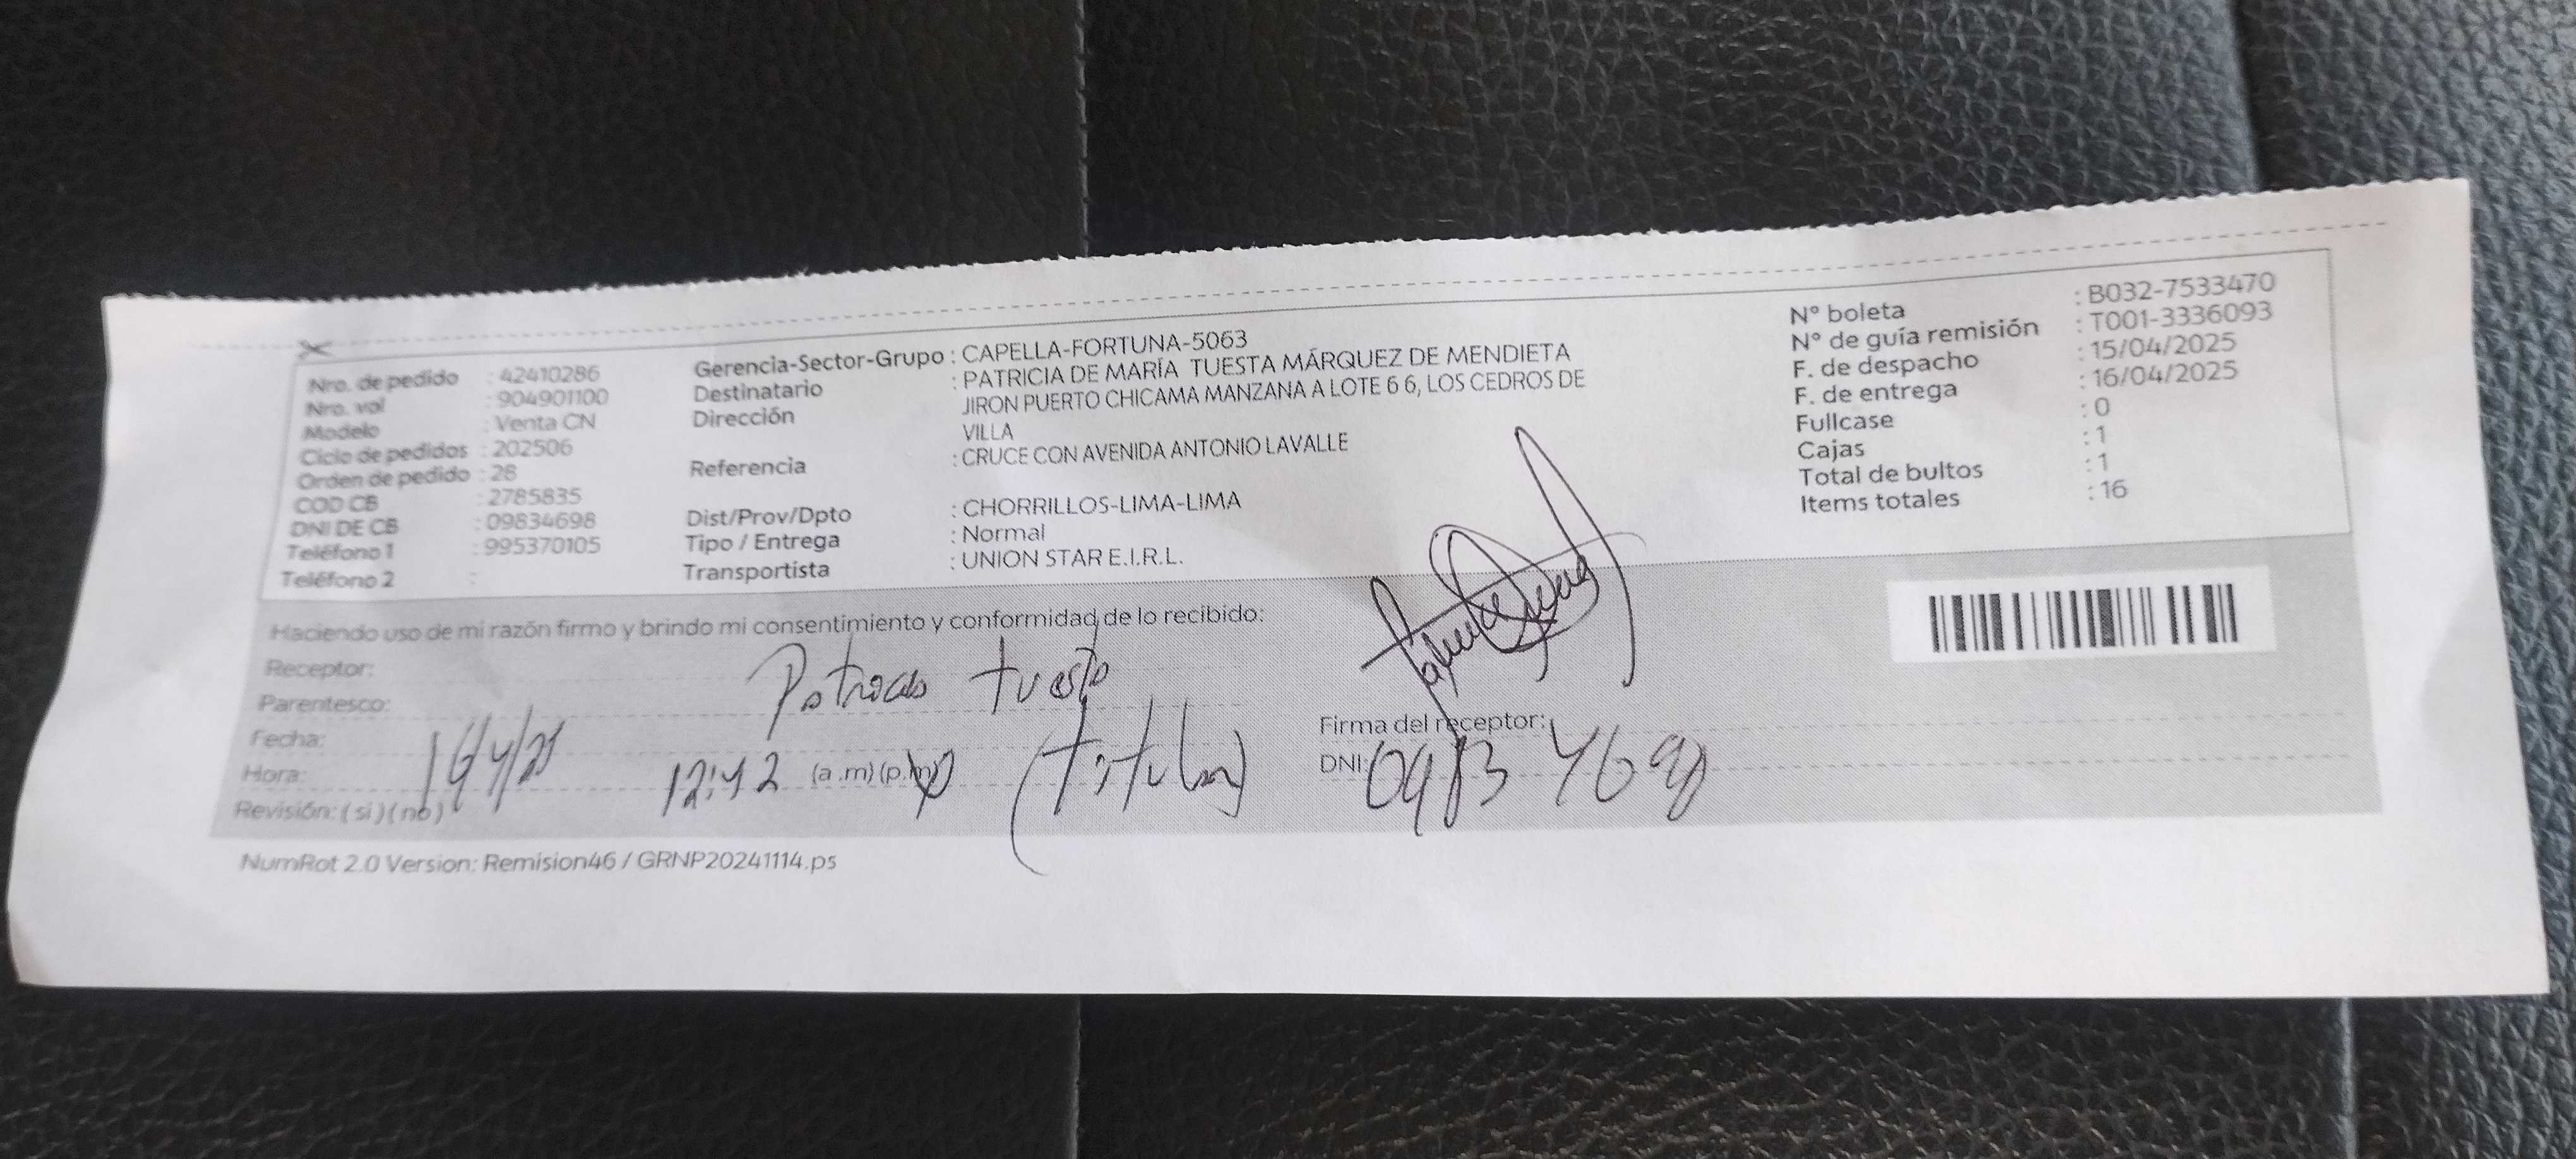 Nro. de pedido : 42410286
Nro. val : 904901100
Modelo : Venta CN
Ciclo de pedidos : 202506
Orden de pedido : 28
COD CB : 2785835
DNI DE CB : 09834698
Teléfono 1 : 995370105
Teléfono 2 :
Gerencia-Sector-Grupo : CAPELLA-FORTUNA-5063
Destinatario : PATRICIA DE MARÍA TUESTA MÁRQUEZ DE MENDIETA
Dirección JIRON PUERTO CHICAMA MANZANA A LOTE 6 6, LOS CEDROS DE
VILLA
Referencia : CRUCE CON AVENIDA ANTONIO LAVALLE
Dist/Prov/Dpto : CHORRILLOS-LIMA-LIMA
Tipo / Entrega : Normal
Transportista : UNION STAR E.I.R.L.
N° boleta : B032-7533470
N° de guía remisión : T001-3336093
F. de despacho : 15/04/2025
F. de entrega : 16/04/2025
Fullcase : 0
Cajas : 1
Total de bultos : 1
Items totales : 16
Haciendo uso de mi razón firmo y brindo mi consentimiento y conformidad de lo recibido:
Receptor: Patricia tuesta
Parentesco: (titular)
Fecha: 16/4/25
Hora: 12:42 (a.m) (p.m)
Revisión: ( si ) ( no )
Firma del receptor:
DNI: 09834698
NumRot 2.0 Version: Remision46 / GRNP20241114.ps